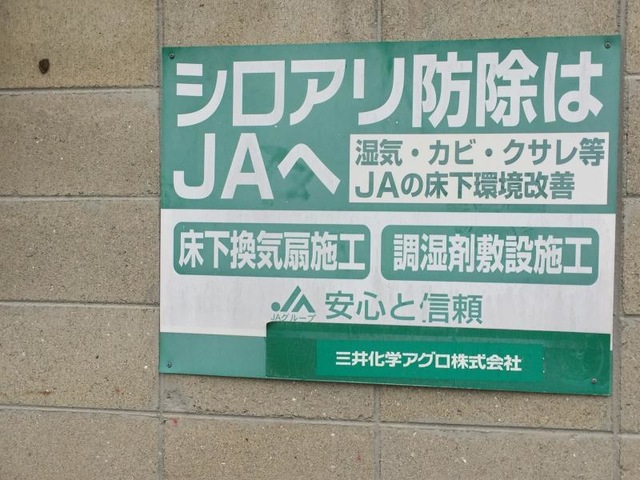 シロアリ防除は
JAへ
湿気・カビ・クサレ等
JAの床下環境改善
床下換気扇施工
調湿剤敷設施工
JAグループ
安心と信頼
三井化学アグロ株式会社